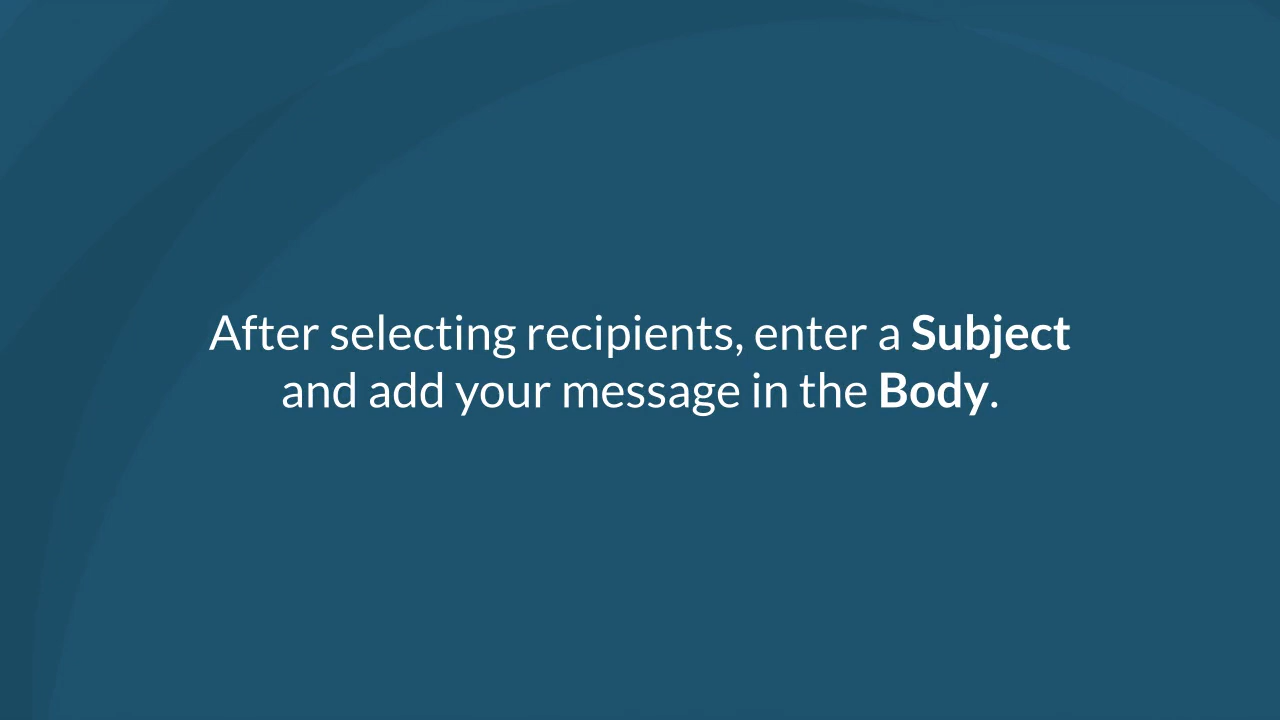 After selecting recipients, enter a Subject
and add your message in the Body.